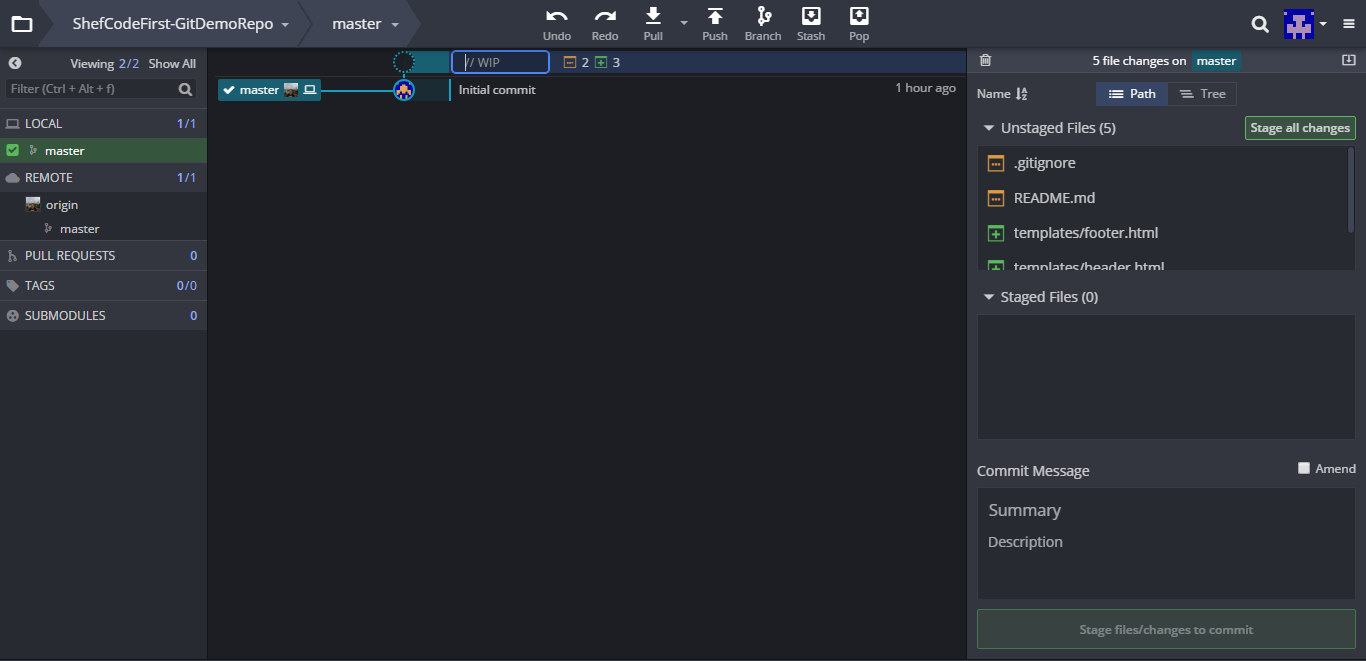 ShefCodeFirst-GitDemoRepo
master
Undo
Redo
Pull
Push
Branch
Stash
Pop
Viewing 2/2 Show All
Filter (Ctrl + Alt + f)
LOCAL 1/1
master
REMOTE 1/1
origin
master
PULL REQUESTS 0
TAGS 0/0
SUBMODULES 0
// WIP
2
3
master
Initial commit
1 hour ago
5 file changes on master
Name
Path
Tree
Unstaged Files (5)
Stage all changes
.gitignore
README.md
templates/footer.html
templates/header.html
Staged Files (0)
Commit Message
Amend
Summary
Description
Stage files/changes to commit